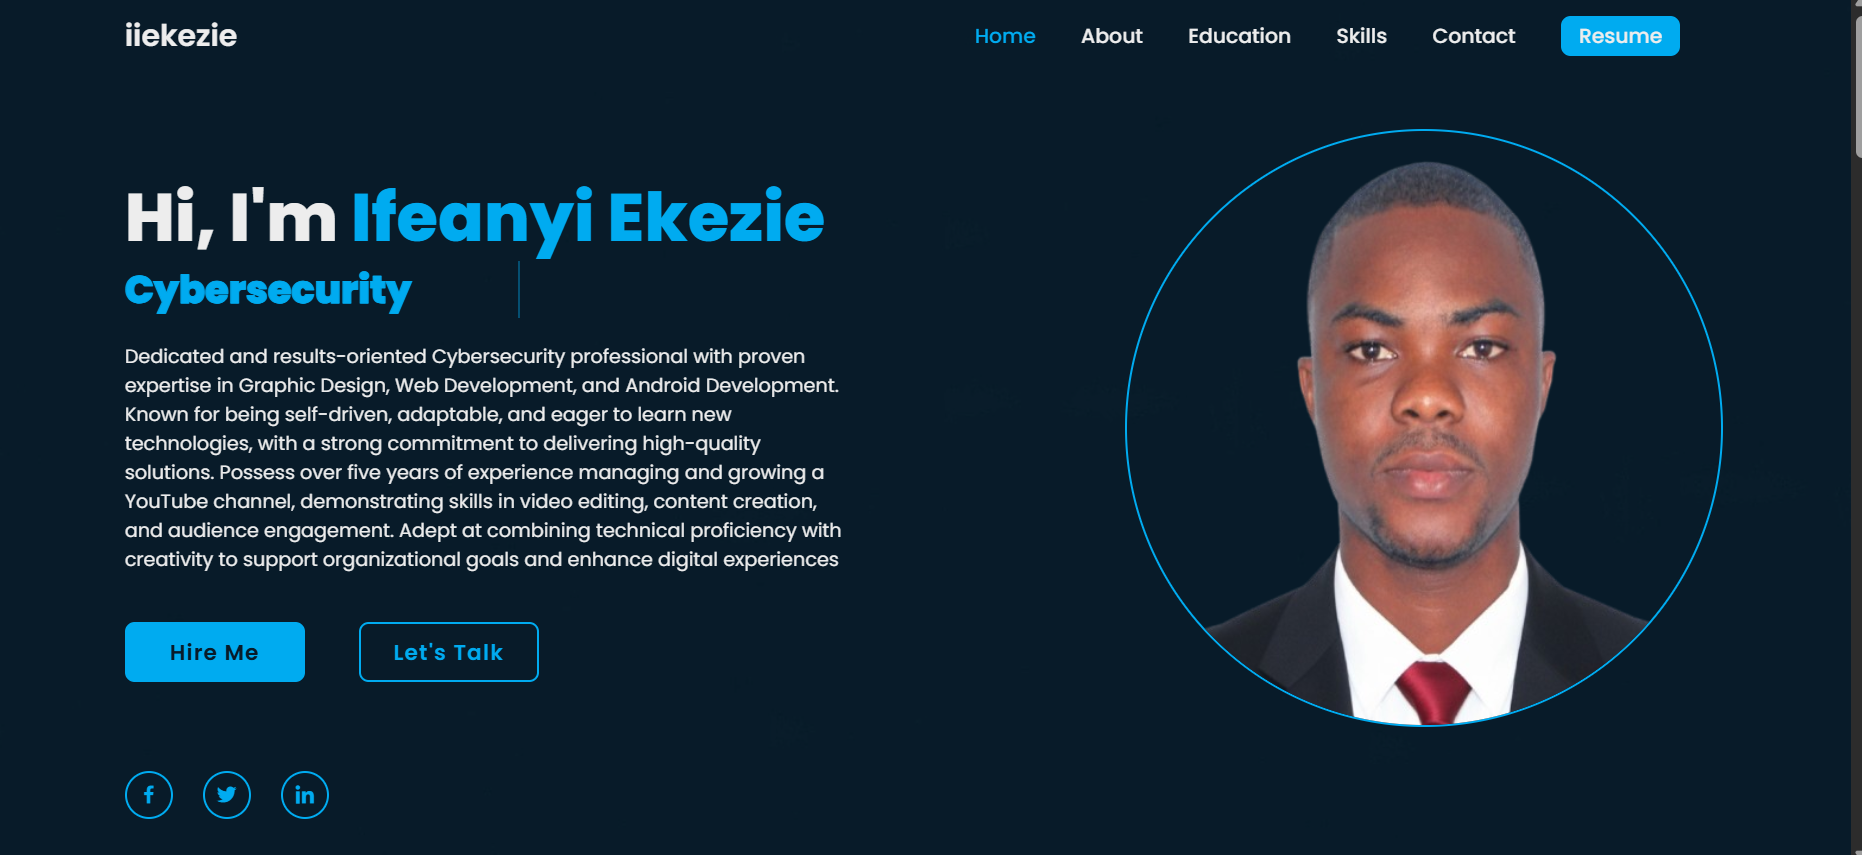 iiekezie
Home
About
Education
Skills
Contact
Resume
Hi, I'm Ifeanyi Ekezie
Cybersecurity
Dedicated and results-oriented Cybersecurity professional with proven
expertise in Graphic Design, Web Development, and Android Development.
Known for being self-driven, adaptable, and eager to learn new
technologies, with a strong commitment to delivering high-quality
solutions. Possess over five years of experience managing and growing a
YouTube channel, demonstrating skills in video editing, content creation,
and audience engagement. Adept at combining technical proficiency with
creativity to support organizational goals and enhance digital experiences
Hire Me
Let's Talk